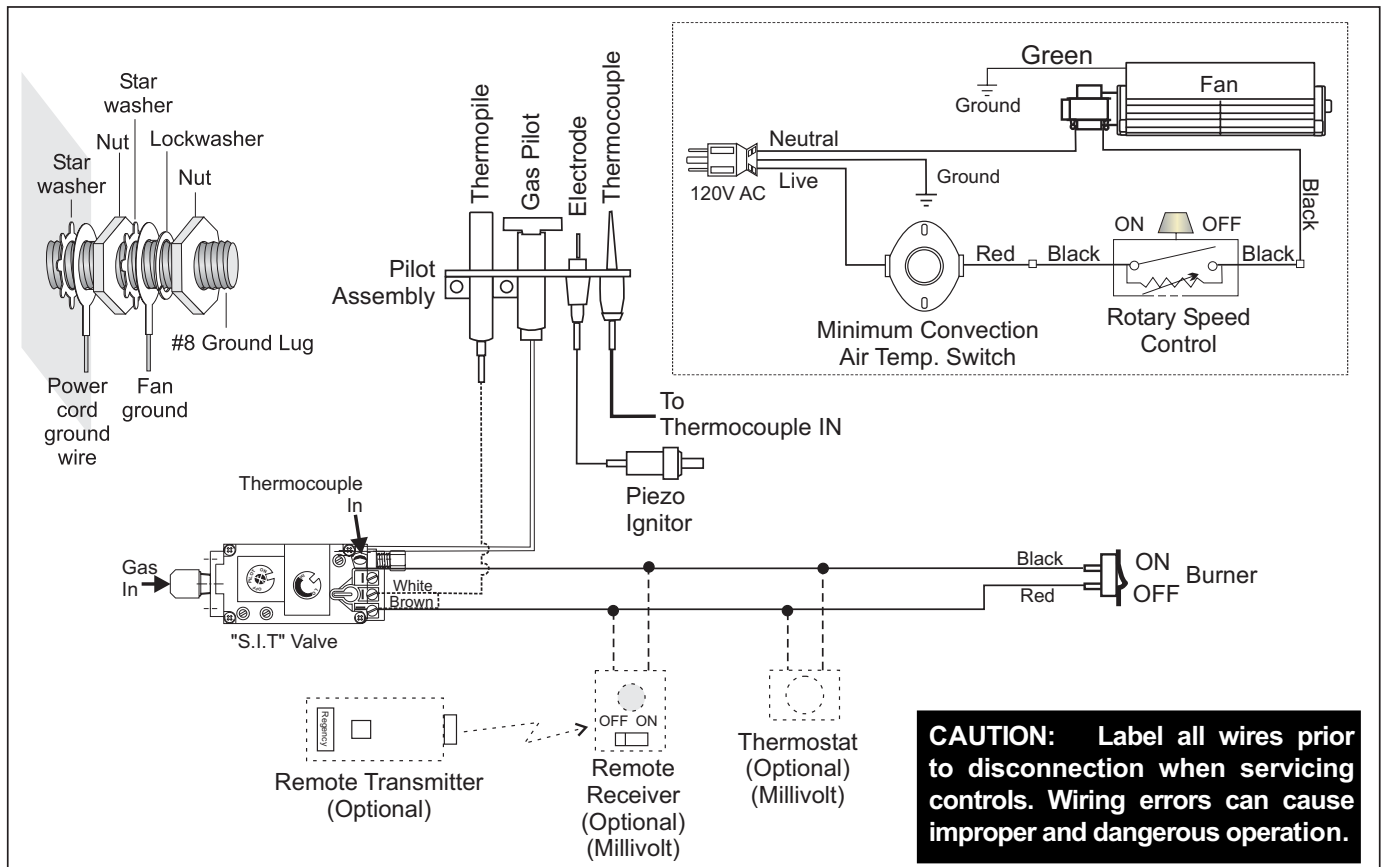 Star
washer
Nut
Lockwasher
Star
washer
Nut
#8 Ground Lug
Power
cord
ground
wire
Fan
ground
Thermopile
Gas Pilot
Electrode
Thermocouple
Pilot
Assembly
To
Thermocouple IN
Piezo
Ignitor
Green
Ground
Fan
Neutral
Live
120V AC
Ground
Black
ON OFF
Red
Black
Black
Minimum Convection
Air Temp. Switch
Rotary Speed
Control
Thermocouple
In
Gas
In
White
Brown
"S.I.T" Valve
Black
Red
ON
OFF
Burner
Regency
Remote Transmitter
(Optional)
OFF ON
Remote
Receiver
(Optional)
(Millivolt)
Thermostat
(Optional)
(Millivolt)
CAUTION: Label all wires prior
to disconnection when servicing
controls. Wiring errors can cause
improper and dangerous operation.